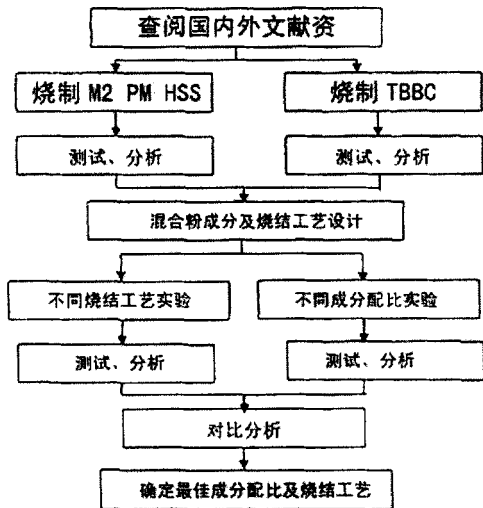 查阅国内外文献资
烧制 M2 PM HSS
烧制 TBBC
测试、分析
测试、分析
混合粉成分及烧结工艺设计
不同烧结工艺实验
不同成分配比实验
测试、分析
测试、分析
对比分析
确定最佳成分配比及烧结工艺